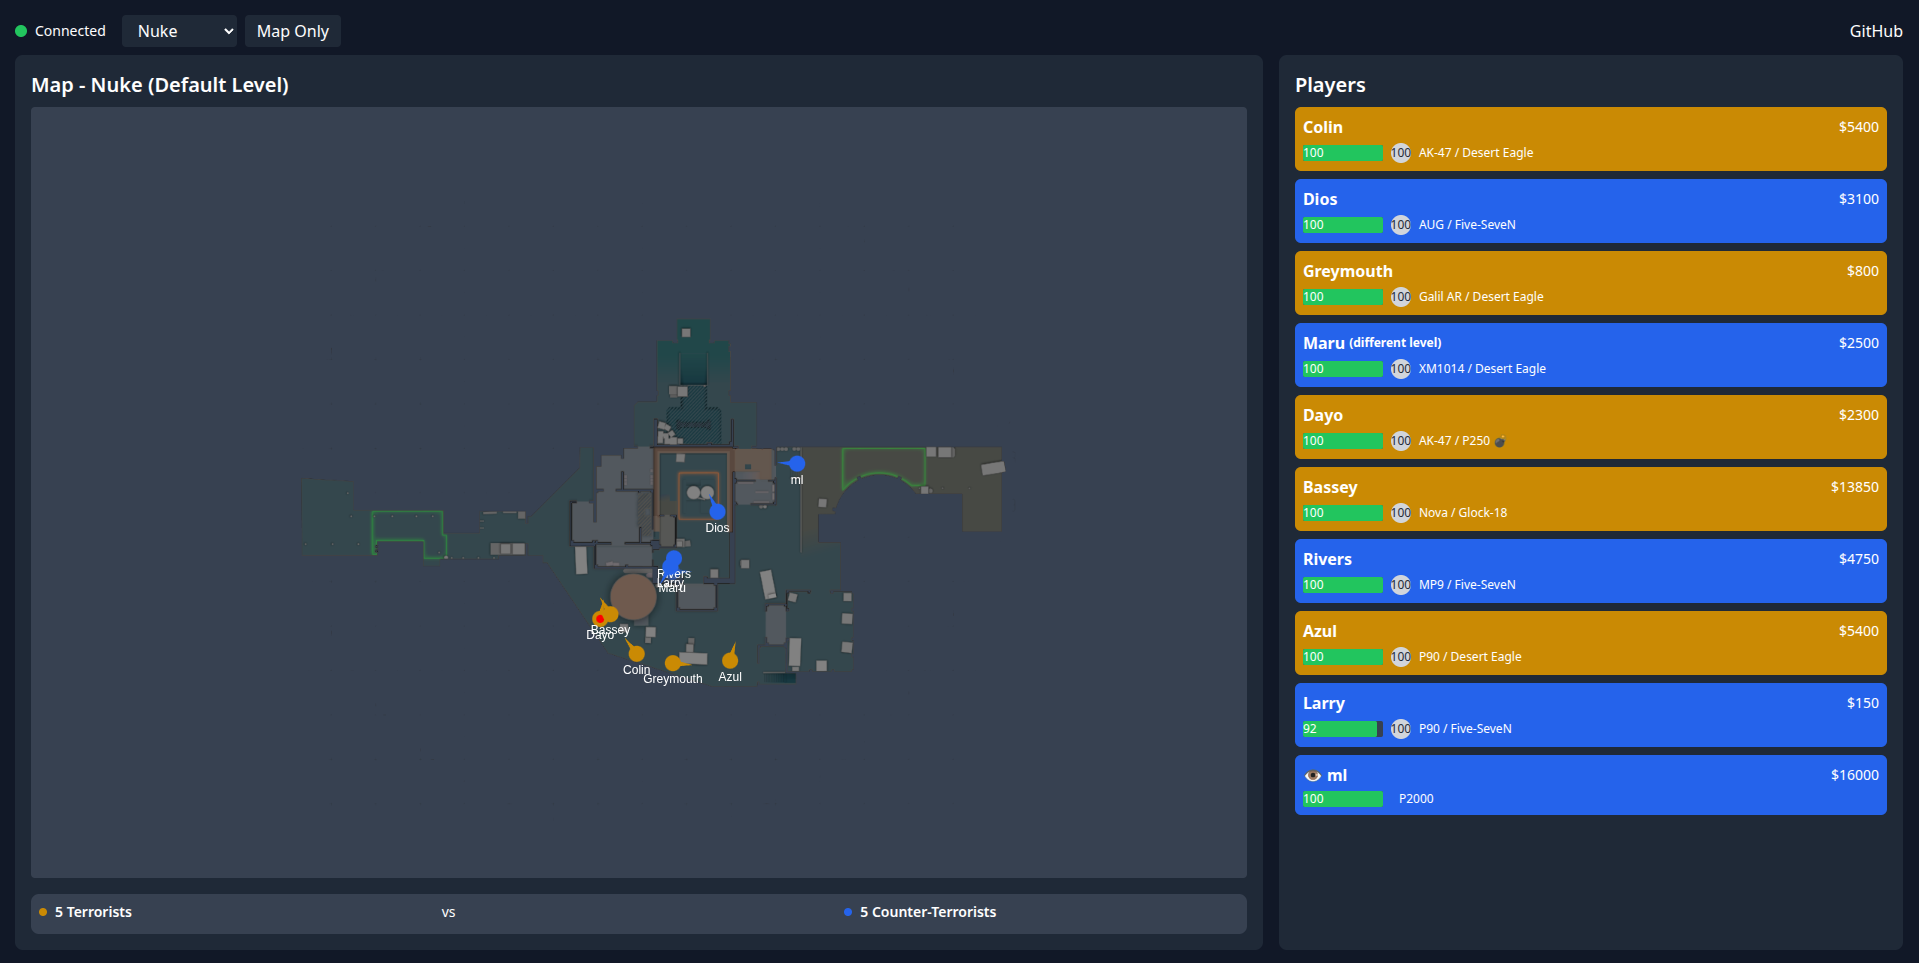 Connected
Nuke
Map Only
GitHub
Map - Nuke (Default Level)
ml
Dios
Rivers
Larry
Maru
Bassey
Dayo
Colin
Greymouth
Azul
5 Terrorists
vs
5 Counter-Terrorists
Players
Colin $5400
100 100 AK-47 / Desert Eagle
Dios $3100
100 100 AUG / Five-SeveN
Greymouth $800
100 100 Galil AR / Desert Eagle
Maru (different level) $2500
100 100 XM1014 / Desert Eagle
Dayo $2300
100 100 AK-47 / P250
Bassey $13850
100 100 Nova / Glock-18
Rivers $4750
100 100 MP9 / Five-SeveN
Azul $5400
100 100 P90 / Desert Eagle
Larry $150
92 100 P90 / Five-SeveN
ml $16000
100 P2000